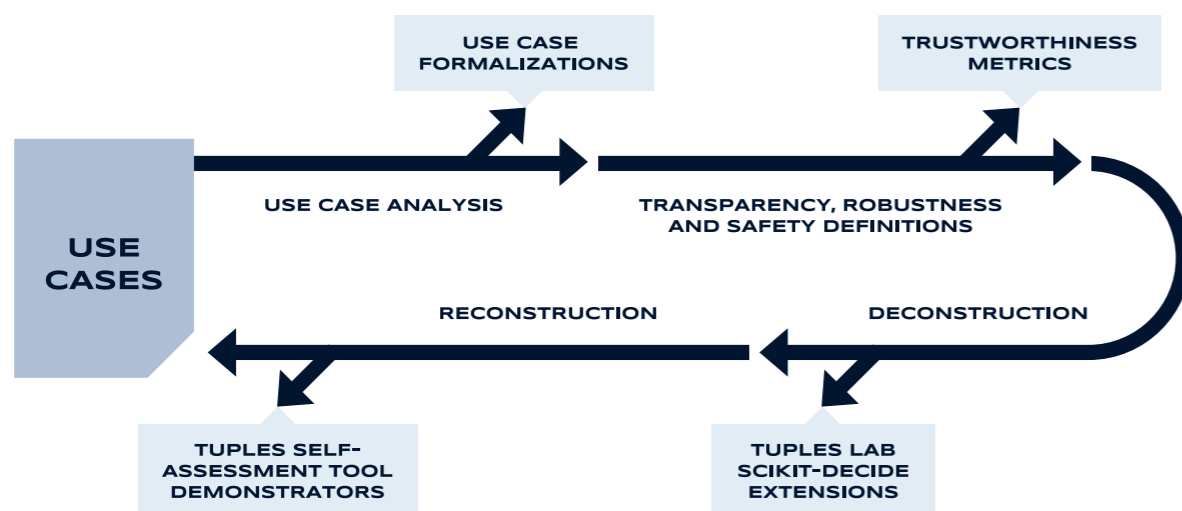 USE CASE
FORMALIZATIONS
TRUSTWORTHINESS
METRICS
USE
CASES
USE CASE ANALYSIS
TRANSPARENCY, ROBUSTNESS
AND SAFETY DEFINITIONS
RECONSTRUCTION
DECONSTRUCTION
TUPLES SELF-
ASSESSMENT TOOL
DEMONSTRATORS
TUPLES LAB
SCIKIT-DECIDE
EXTENSIONS